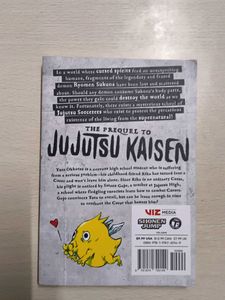 In a world where cursed spirits feed on unsuspecting
humans, fragments of the legendary and feared
demon Ryomen Sukuna have been lost and scattered
about. Should any demon consume Sukuna's body parts,
the power they gain could destroy the world as we
know it. Fortunately, there exists a mysterious school of
Jujutsu Sorcerers who exist to protect the precarious
existence of the living from the supernatural!
THE PREQUEL TO
JUJUTSU KAISEN
Yuta Okkotsu is a nervous high school student who is suffering
from a serious problem—his childhood friend Rika has turned into a
Curse and won't leave him alone. Since Rika is no ordinary Curse,
his plight is noticed by Satoru Gojo, a teacher at Jujutsu High,
a school where fledgling exorcists learn how to combat Curses.
Gojo convinces Yuta to enroll, but can he learn enough in time
to confront the Curse that haunts him?
VIZ
MEDIA
SHONEN
JUMP